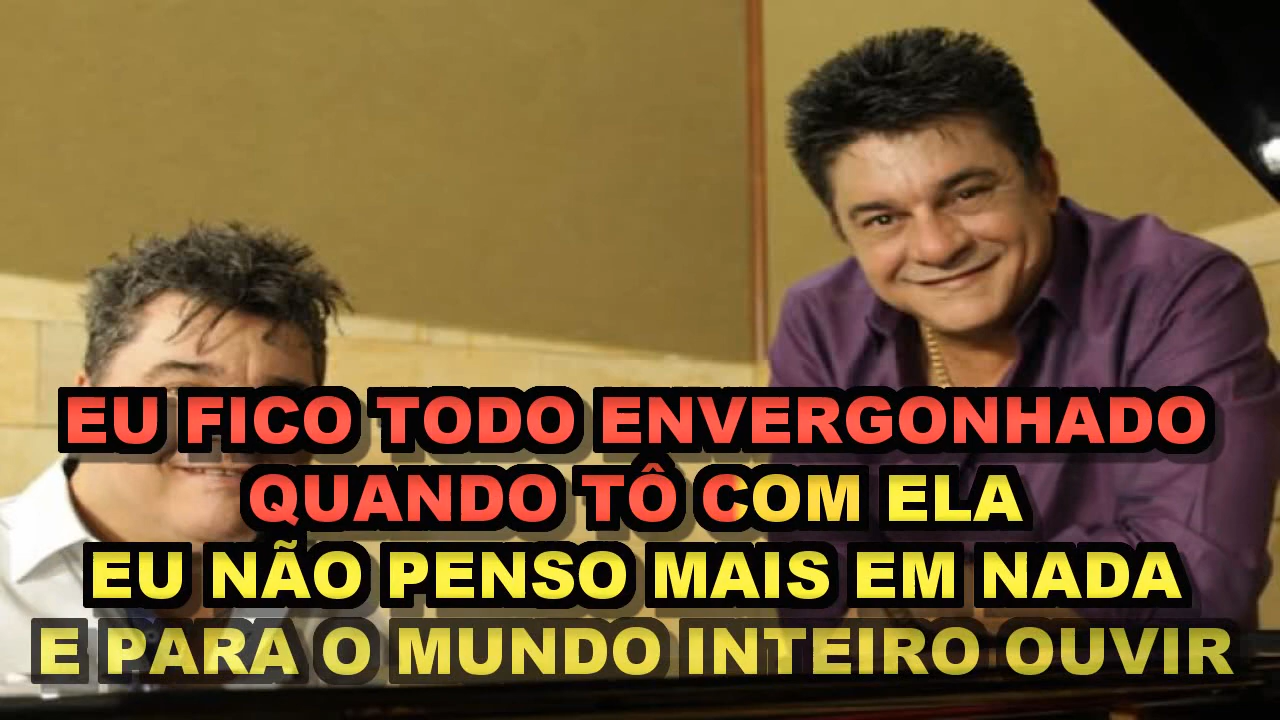 EU FICO TODO ENVERGONHADO
QUANDO TÔ COM ELA
EU NÃO PENSO MAIS EM NADA
E PARA O MUNDO INTEIRO OUVIR